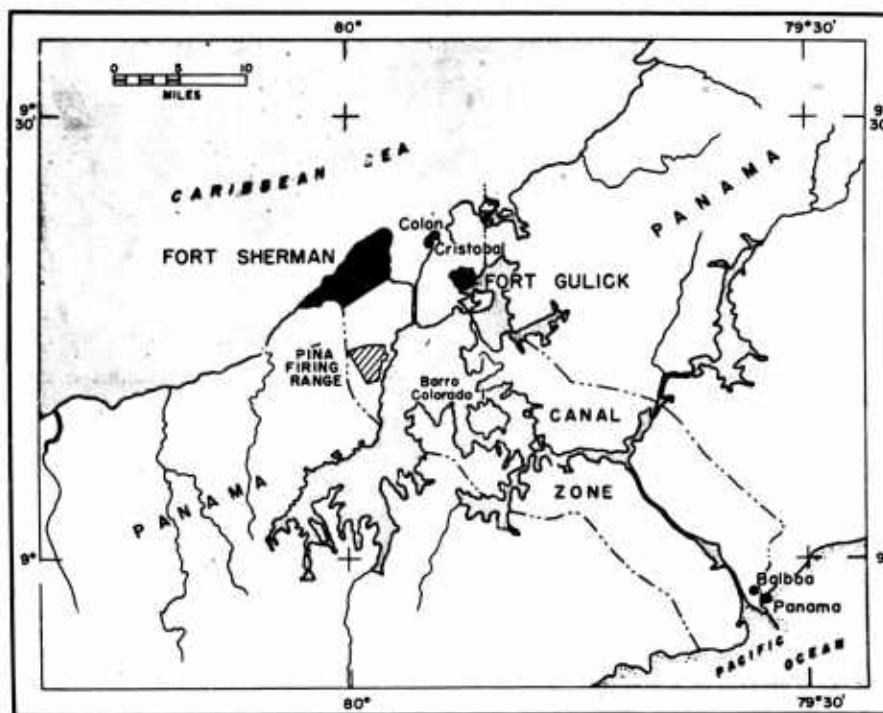 80°
79°30'
0 5 10
MILES
9°
30'
9°
30'
CARIBBEAN SEA
PANAMA
Colon
Cristobal
FORT SHERMAN
FORT GULICK
PIÑA
FIRING
RANGE
Barro
Colorado
CANAL
ZONE
PANAMA
9°
9°
Balboa
Panama
PACIFIC OCEAN
80°
79°30'